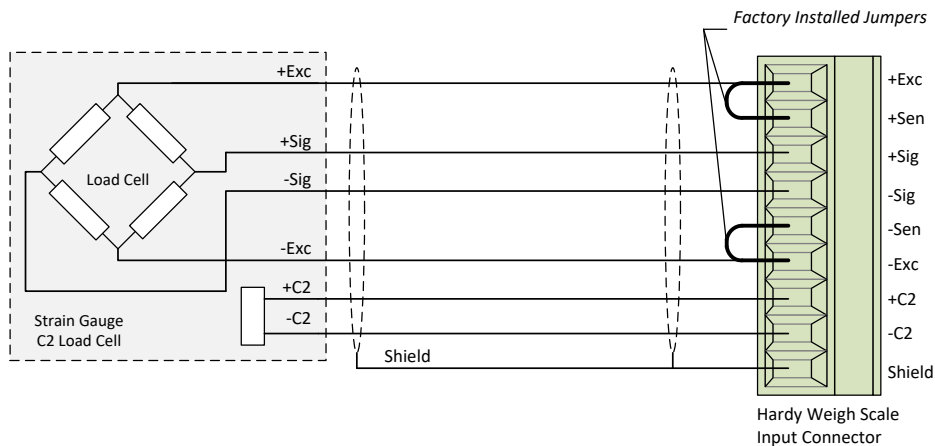 Factory Installed Jumpers
+Exc
+Sig
Load Cell
-Sig
-Exc
+C2
-C2
Strain Gauge
C2 Load Cell
Shield
+Exc
+Sen
+Sig
-Sig
-Sen
-Exc
+C2
-C2
Shield
Hardy Weigh Scale
Input Connector